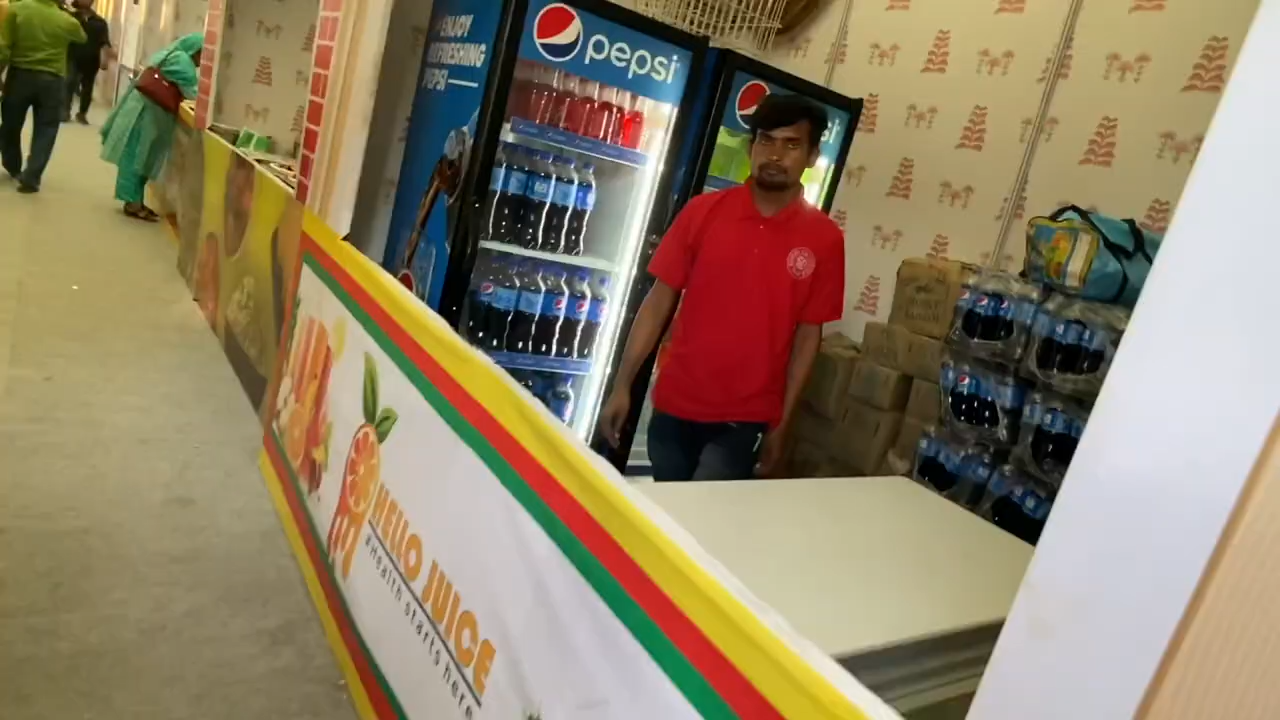 ENJOY
REFRESHING
PEPSI
pepsi
HELLO JUICE
#Health starts here